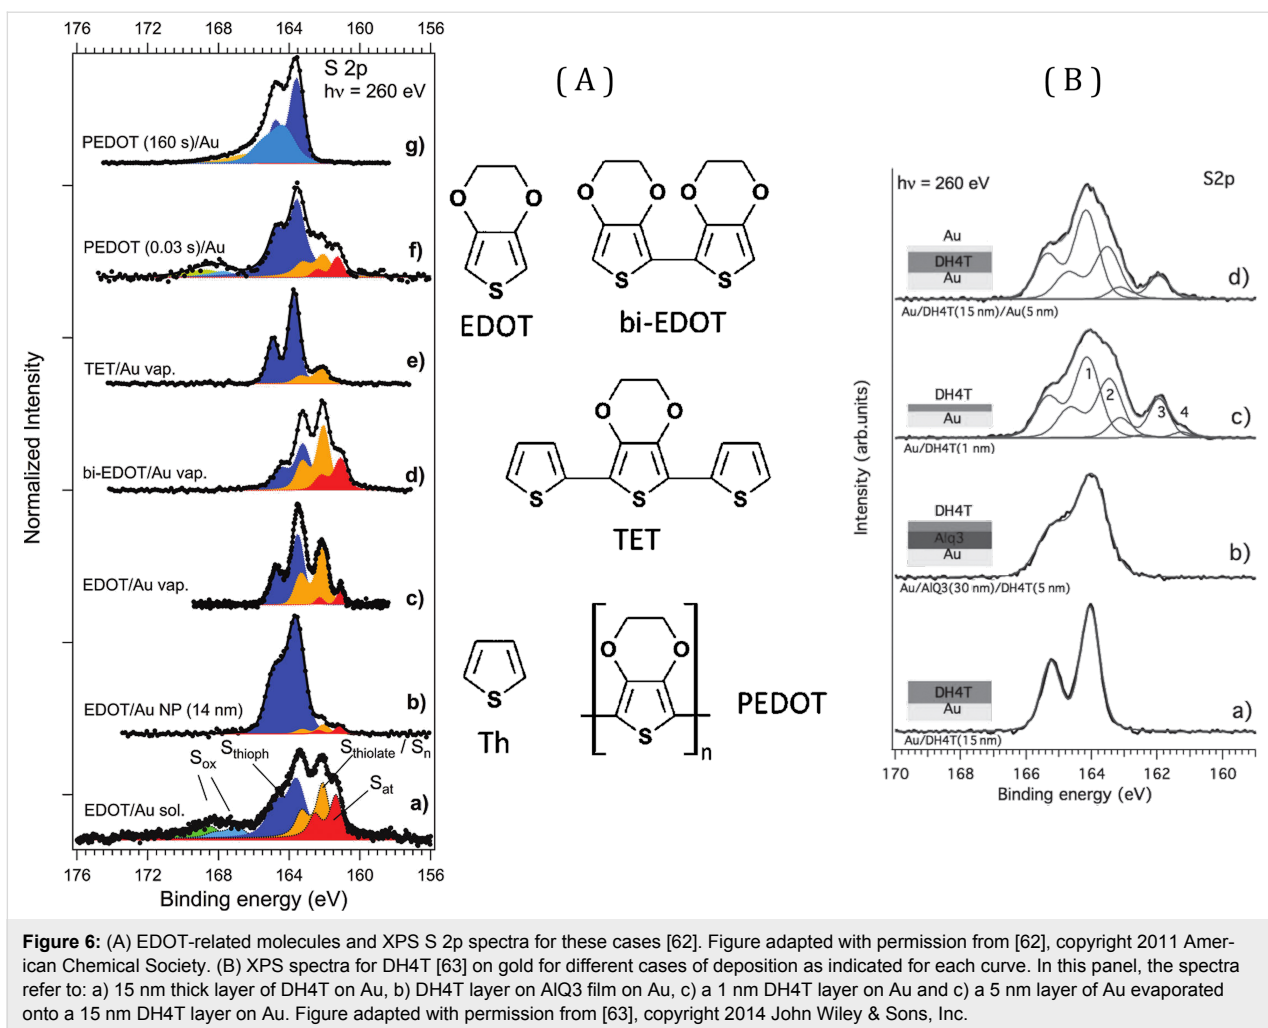 176 172 168 164 160 156
S 2p
hν = 260 eV
PEDOT (160 s)/Au
g)
PEDOT (0.03 s)/Au
f)
TET/Au vap.
e)
bi-EDOT/Au vap.
d)
EDOT/Au vap.
c)
EDOT/Au NP (14 nm)
b)
Sox
Sthioph
Sthiolate / Sn
Sat
EDOT/Au sol.
a)
176 172 168 164 160 156
Binding energy (eV)
Normalized Intensity
( A )
O O
S
EDOT
O O O O
S S
bi-EDOT
O O
S S S
TET
S
Th
O O
S
n
PEDOT
( B )
hν = 260 eV
S2p
Au
DH4T
Au
d)
Au/DH4T(15 nm)/Au(5 nm)
DH4T
Au
1
2
3
4
c)
Au/DH4T(1 nm)
DH4T
Alq3
Au
b)
Au/AlQ3(30 nm)/DH4T(5 nm)
DH4T
Au
a)
Au/DH4T(15nm)
170 168 166 164 162 160
Binding energy (eV)
Intensity (arb.units)
Figure 6: (A) EDOT-related molecules and XPS S 2p spectra for these cases [62]. Figure adapted with permission from [62], copyright 2011 Amer-
ican Chemical Society. (B) XPS spectra for DH4T [63] on gold for different cases of deposition as indicated for each curve. In this panel, the spectra
refer to: a) 15 nm thick layer of DH4T on Au, b) DH4T layer on AlQ3 film on Au, c) a 1 nm DH4T layer on Au and c) a 5 nm layer of Au evaporated
onto a 15 nm DH4T layer on Au. Figure adapted with permission from [63], copyright 2014 John Wiley & Sons, Inc.